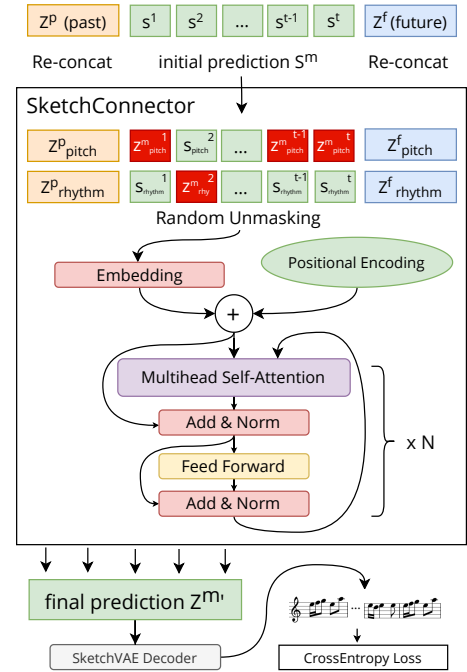 Zᵖ (past) s¹ s² ... sᵗ⁻¹ sᵗ Zᶠ (future)
Re-concat initial prediction Sᵐ Re-concat
SketchConnector
Zᵖpitch Zᵐpitch¹ Spitch² ... Zᵐpitchᵗ⁻¹ Zᵐpitchᵗ Zᶠpitch
Zᵖrhythm Srhythm¹ Zᵐrhy² ... Srhythmᵗ⁻¹ Srhythmᵗ Zᶠrhythm
Random Unmasking
Embedding
Positional Encoding
+
Multihead Self-Attention
Add & Norm
x N
Feed Forward
Add & Norm
final prediction Zᵐ'
...
SketchVAE Decoder
CrossEntropy Loss